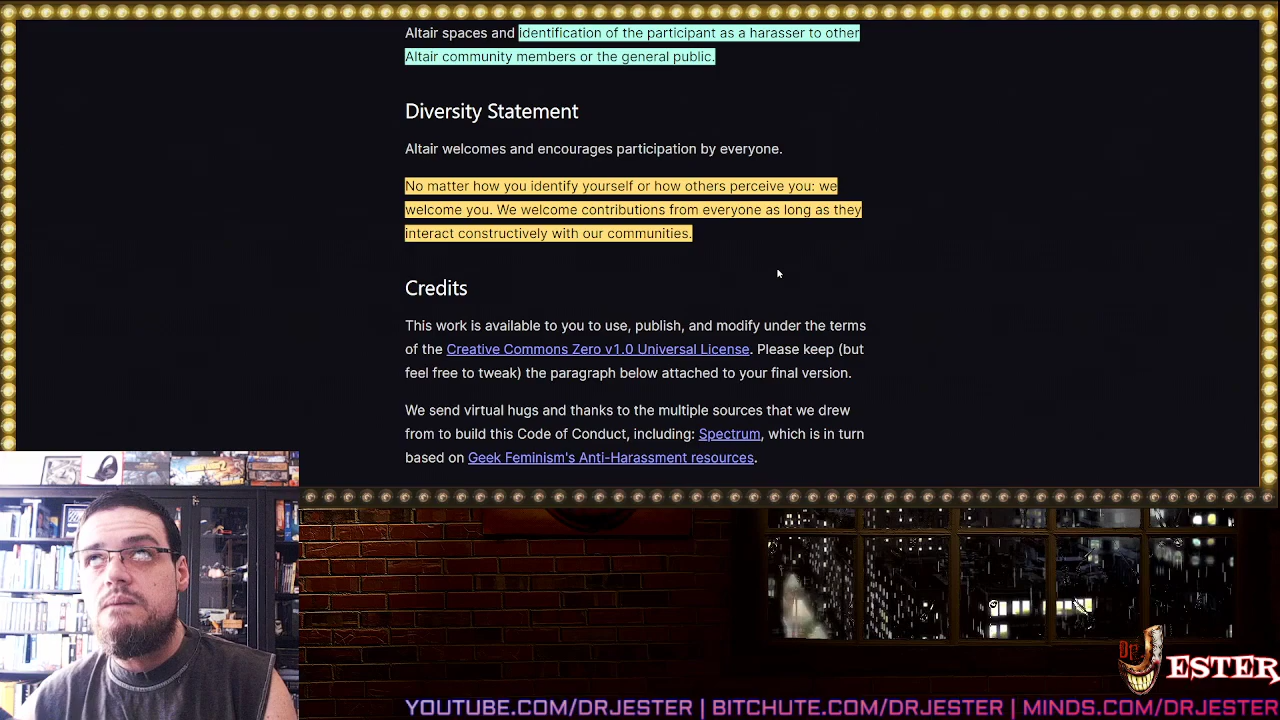 Altair spaces and identification of the participant as a harasser to other
Altair community members or the general public.
Diversity Statement
Altair welcomes and encourages participation by everyone.
No matter how you identify yourself or how others perceive you: we
welcome you. We welcome contributions from everyone as long as they
interact constructively with our communities.
Credits
This work is available to you to use, publish, and modify under the terms
of the Creative Commons Zero v1.0 Universal License. Please keep (but
feel free to tweak) the paragraph below attached to your final version.
We send virtual hugs and thanks to the multiple sources that we drew
from to build this Code of Conduct, including: Spectrum, which is in turn
based on Geek Feminism's Anti-Harassment resources.
Dr
JESTER
YOUTUBE.COM/DRJESTER | BITCHUTE.COM/DRJESTER | MINDS.COM/DRJESTER